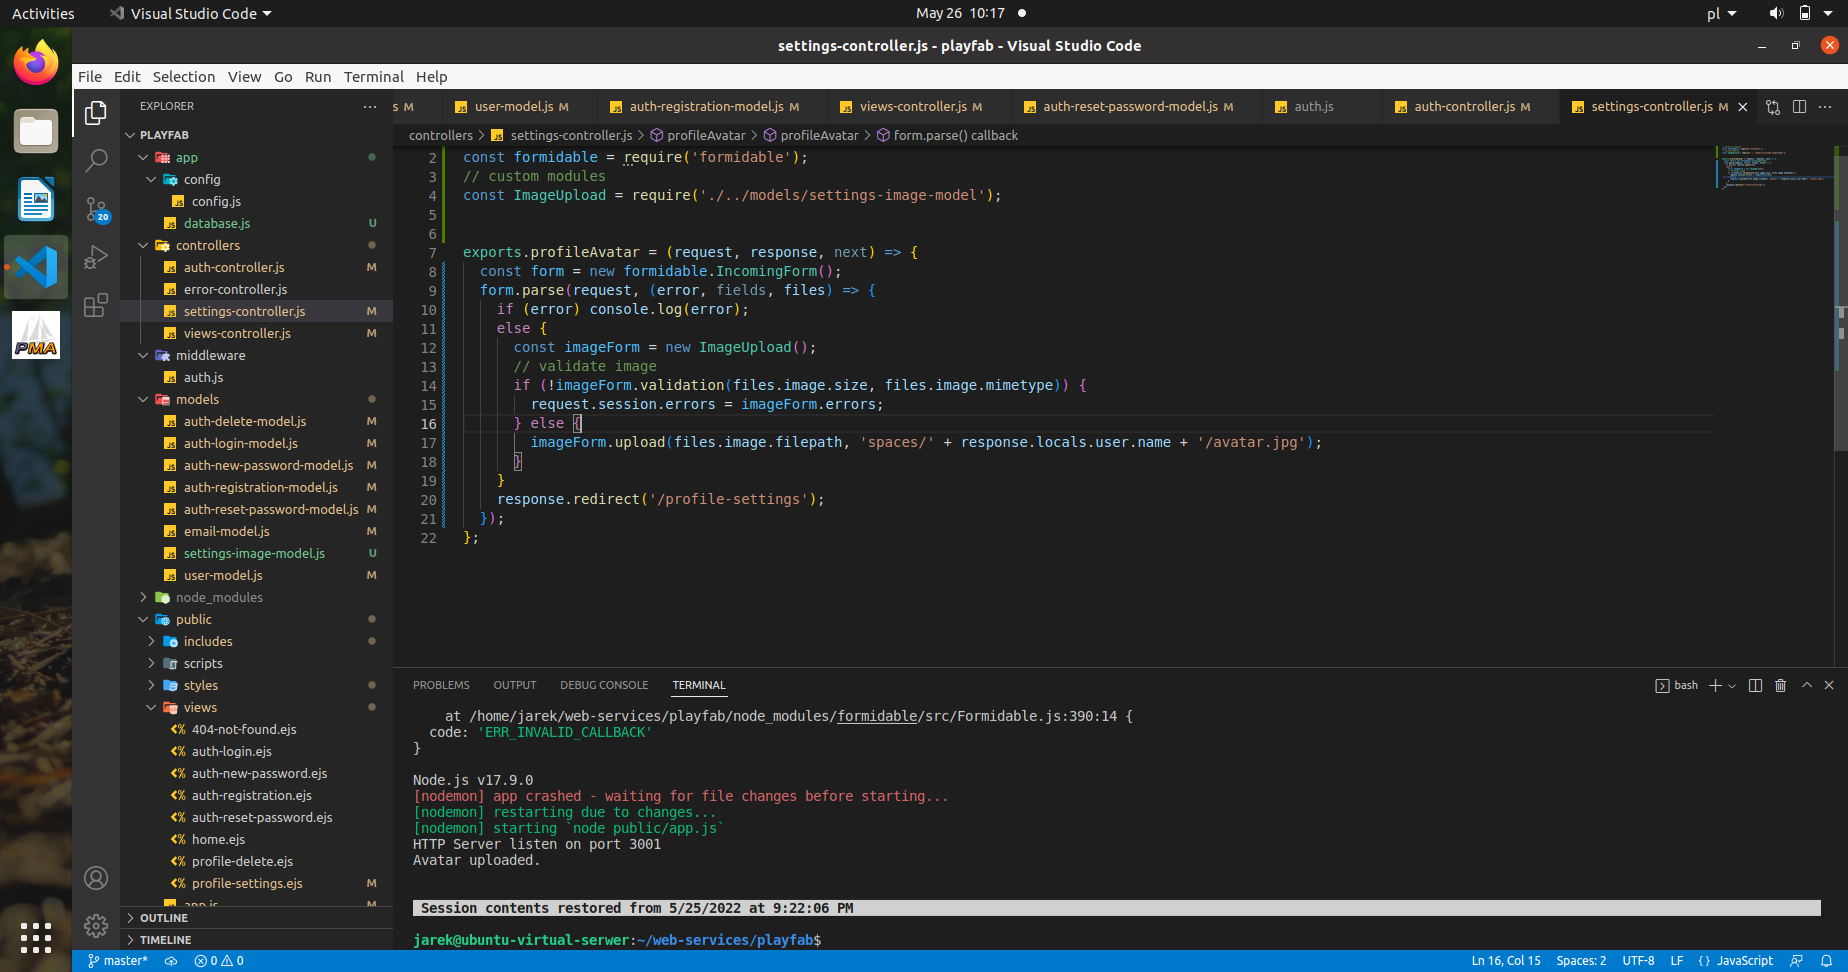 Activities
Visual Studio Code
May 26 10:17
pl
settings-controller.js - playfab - Visual Studio Code
File Edit Selection View Go Run Terminal Help
EXPLORER
s M
user-model.js M
auth-registration-model.js M
views-controller.js M
auth-reset-password-model.js M
auth.js
auth-controller.js M
settings-controller.js M
controllers > settings-controller.js > profileAvatar > profileAvatar > form.parse() callback
PLAYFAB
app
config
config.js
database.js U
controllers
auth-controller.js M
error-controller.js
settings-controller.js M
views-controller.js M
middleware
auth.js
models
auth-delete-model.js M
auth-login-model.js M
auth-new-password-model.js M
auth-registration-model.js M
auth-reset-password-model.js M
email-model.js M
settings-image-model.js U
user-model.js M
node_modules
public
includes
scripts
styles
views
404-not-found.ejs
auth-login.ejs
auth-new-password.ejs
auth-registration.ejs
auth-reset-password.ejs
home.ejs
profile-delete.ejs
profile-settings.ejs M
app.js M
OUTLINE
TIMELINE
20
PMA
2 const formidable = require('formidable');
3 // custom modules
4 const ImageUpload = require('./../models/settings-image-model');
5
6
7 exports.profileAvatar = (request, response, next) => {
8 const form = new formidable.IncomingForm();
9 form.parse(request, (error, fields, files) => {
10 if (error) console.log(error);
11 else {
12 const imageForm = new ImageUpload();
13 // validate image
14 if (!imageForm.validation(files.image.size, files.image.mimetype)) {
15 request.session.errors = imageForm.errors;
16 } else {
17 imageForm.upload(files.image.filepath, 'spaces/' + response.locals.user.name + '/avatar.jpg');
18 }
19 }
20 response.redirect('/profile-settings');
21 });
22 };
PROBLEMS OUTPUT DEBUG CONSOLE TERMINAL
bash
at /home/jarek/web-services/playfab/node_modules/formidable/src/Formidable.js:390:14 {
code: 'ERR_INVALID_CALLBACK'
}
Node.js v17.9.0
[nodemon] app crashed - waiting for file changes before starting...
[nodemon] restarting due to changes...
[nodemon] starting `node public/app.js`
HTTP Server listen on port 3001
Avatar uploaded.
Session contents restored from 5/25/2022 at 9:22:06 PM
jarek@ubuntu-virtual-serwer:~/web-services/playfab$
master*
0
0
Ln 16, Col 15
Spaces: 2
UTF-8
LF
{ } JavaScript